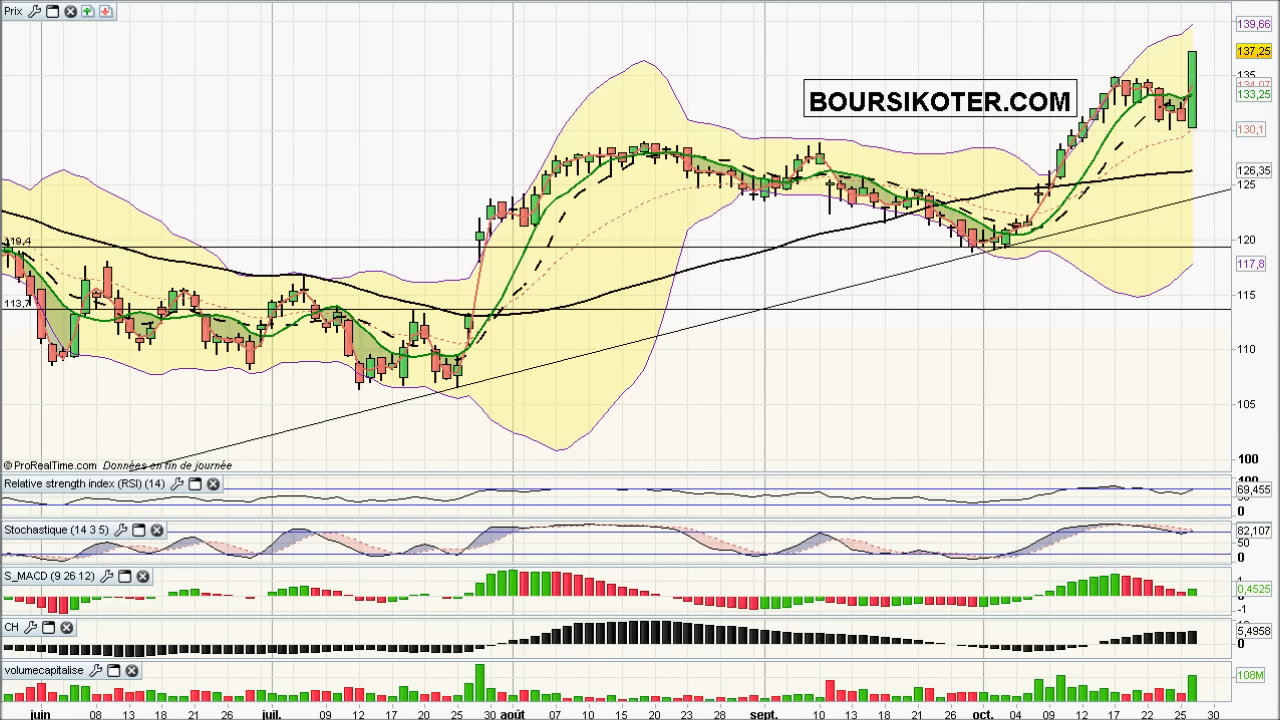 Prix
139,66
137,25
135
133,25
BOURSIKOTER.COM
130,1
126,35
125
119,4
120
117,8
113,7
115
110
105
© ProRealTime.com Données en fin de journée
100
Relative strength index (RSI) (14)
69,455
0
Stochastique (14 3 5)
82,107
50
0
S_MACD (9 26 12)
0,4525
-1
CH
5,4958
0
volumecapitalise
108M
juin 08 13 18 21 26 juil. 09 12 17 20 25 30 août 07 10 15 20 23 28 sept. 10 13 18 21 26 oct. 04 09 12 17 22 25 30